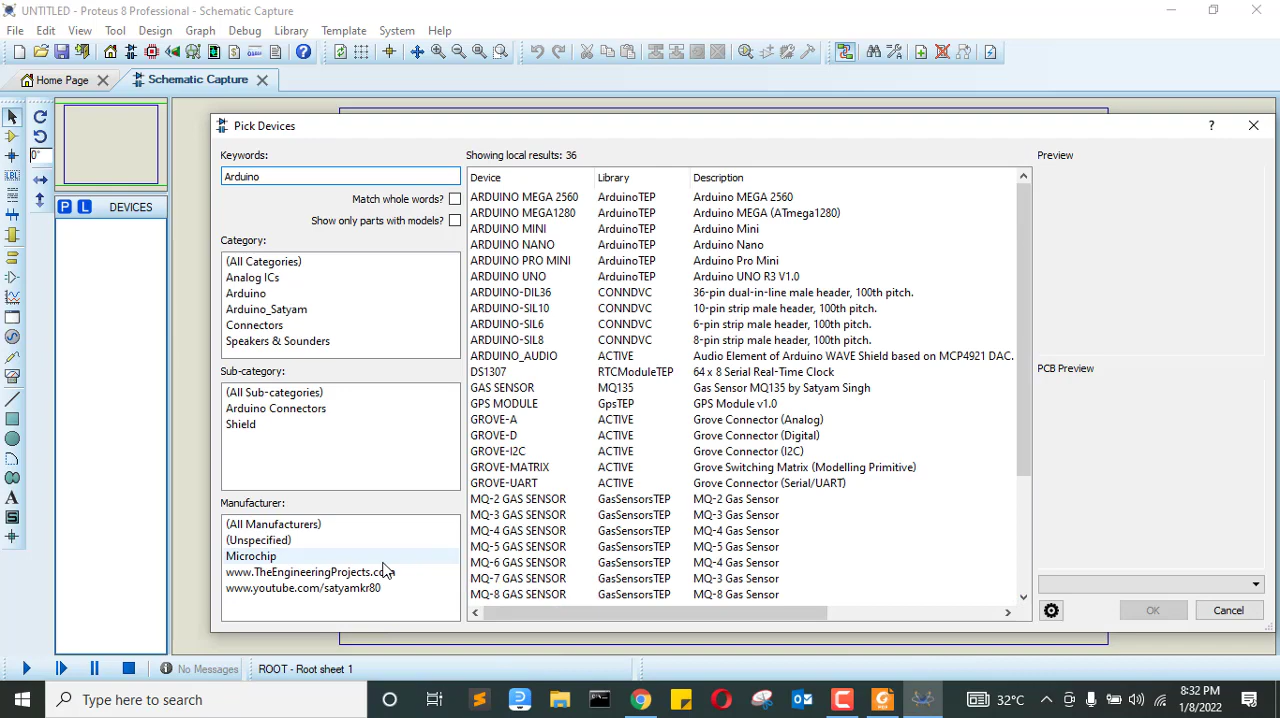 UNTITLED - Proteus 8 Professional - Schematic Capture
File Edit View Tool Design Graph Debug Library Template System Help
Home Page Schematic Capture
Pick Devices
Keywords: Showing local results: 36 Preview
Arduino
Match whole words?
Show only parts with models?
Category:
(All Categories)
Analog ICs
Arduino
Arduino_Satyam
Connectors
Speakers & Sounders
Sub-category:
(All Sub-categories)
Arduino Connectors
Shield
Manufacturer:
(All Manufacturers)
(Unspecified)
Microchip
www.TheEngineeringProjects.com
www.youtube.com/satyamkr80
Device Library Description
ARDUINO MEGA 2560 ArduinoTEP Arduino MEGA 2560
ARDUINO MEGA1280 ArduinoTEP Arduino MEGA (ATmega1280)
ARDUINO MINI ArduinoTEP Arduino Mini
ARDUINO NANO ArduinoTEP Arduino Nano
ARDUINO PRO MINI ArduinoTEP Arduino Pro Mini
ARDUINO UNO ArduinoTEP Arduino UNO R3 V1.0
ARDUINO-DIL36 CONNDVC 36-pin dual-in-line male header, 100th pitch.
ARDUINO-SIL10 CONNDVC 10-pin strip male header, 100th pitch.
ARDUINO-SIL6 CONNDVC 6-pin strip male header, 100th pitch.
ARDUINO-SIL8 CONNDVC 8-pin strip male header, 100th pitch.
ARDUINO_AUDIO ACTIVE Audio Element of Arduino WAVE Shield based on MCP4921 DAC.
DS1307 RTCModuleTEP 64 x 8 Serial Real-Time Clock
GAS SENSOR MQ135 Gas Sensor MQ135 by Satyam Singh
GPS MODULE GpsTEP GPS Module v1.0
GROVE-A ACTIVE Grove Connector (Analog)
GROVE-D ACTIVE Grove Connector (Digital)
GROVE-I2C ACTIVE Grove Connector (I2C)
GROVE-MATRIX ACTIVE Grove Switching Matrix (Modelling Primitive)
GROVE-UART ACTIVE Grove Connector (Serial/UART)
MQ-2 GAS SENSOR GasSensorsTEP MQ-2 Gas Sensor
MQ-3 GAS SENSOR GasSensorsTEP MQ-3 Gas Sensor
MQ-4 GAS SENSOR GasSensorsTEP MQ-4 Gas Sensor
MQ-5 GAS SENSOR GasSensorsTEP MQ-5 Gas Sensor
MQ-6 GAS SENSOR GasSensorsTEP MQ-4 Gas Sensor
MQ-7 GAS SENSOR GasSensorsTEP MQ-3 Gas Sensor
MQ-8 GAS SENSOR GasSensorsTEP MQ-8 Gas Sensor
PCB Preview
OK Cancel
0°
P L DEVICES
LBL
A
No Messages ROOT - Root sheet 1
Type here to search
32°C
8:32 PM
1/8/2022